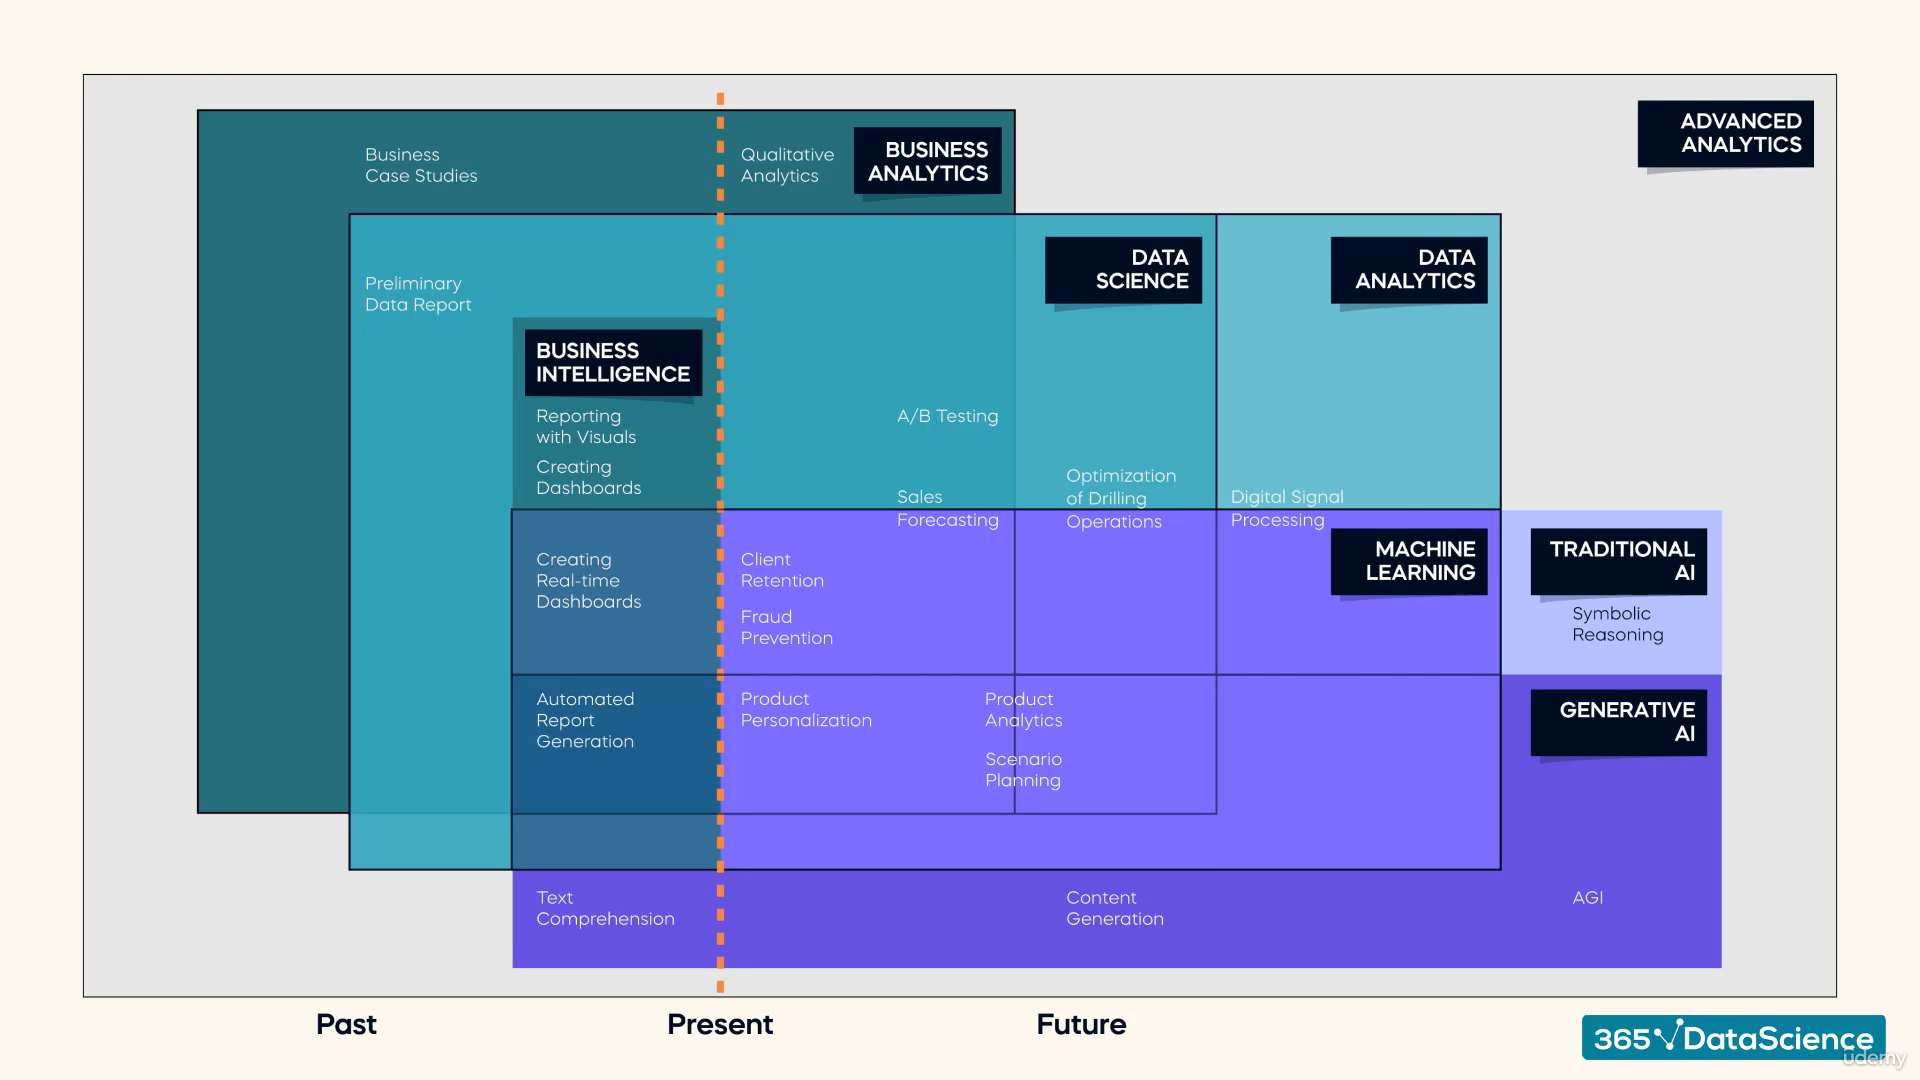 ADVANCED
ANALYTICS
Business
Case Studies
Qualitative
Analytics
BUSINESS
ANALYTICS
Preliminary
Data Report
DATA
SCIENCE
DATA
ANALYTICS
BUSINESS
INTELLIGENCE
Reporting
with Visuals
Creating
Dashboards
A/B Testing
Sales
Forecasting
Optimization
of Drilling
Operations
Digital Signal
Processing
Creating
Real-time
Dashboards
Client
Retention
Fraud
Prevention
MACHINE
LEARNING
TRADITIONAL
AI
Symbolic
Reasoning
Automated
Report
Generation
Product
Personalization
Product
Analytics
Scenario
Planning
GENERATIVE
AI
Text
Comprehension
Content
Generation
AGI
Past
Present
Future
365 DataScience
udemy